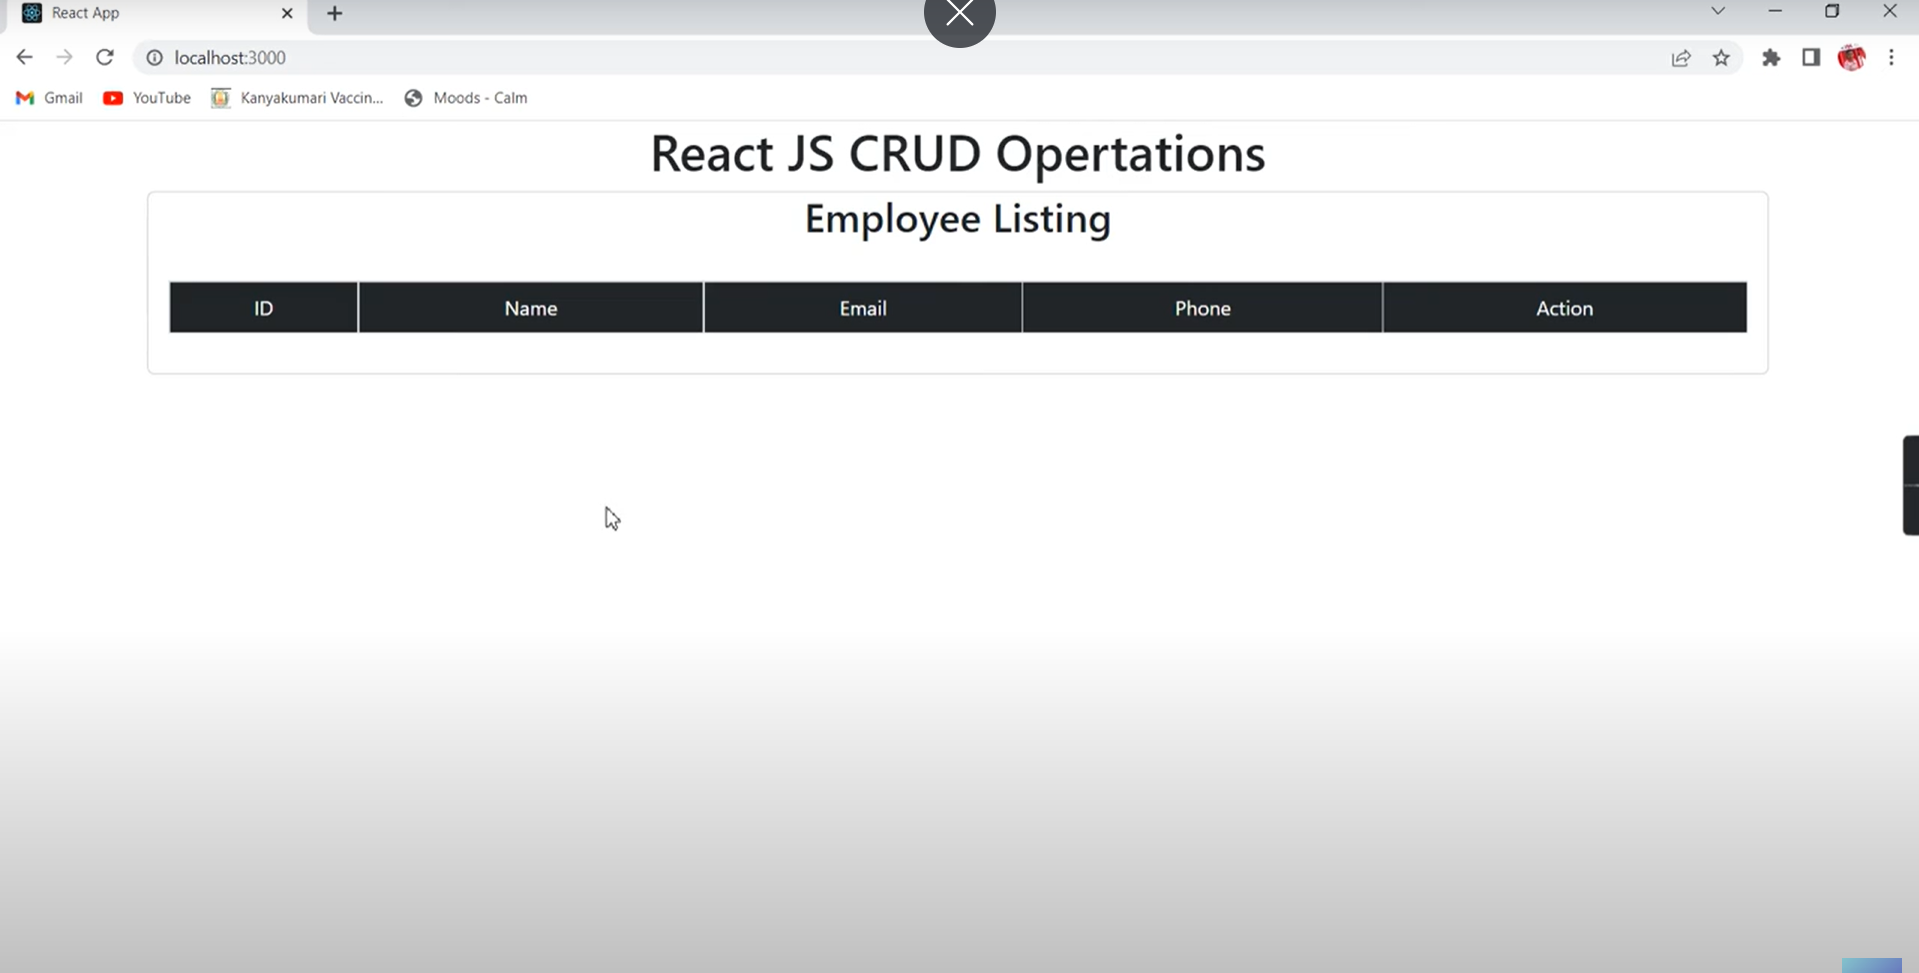 React App
localhost:3000
Gmail YouTube Kanyakumari Vaccin... Moods - Calm
React JS CRUD Opertations
Employee Listing
ID Name Email Phone Action